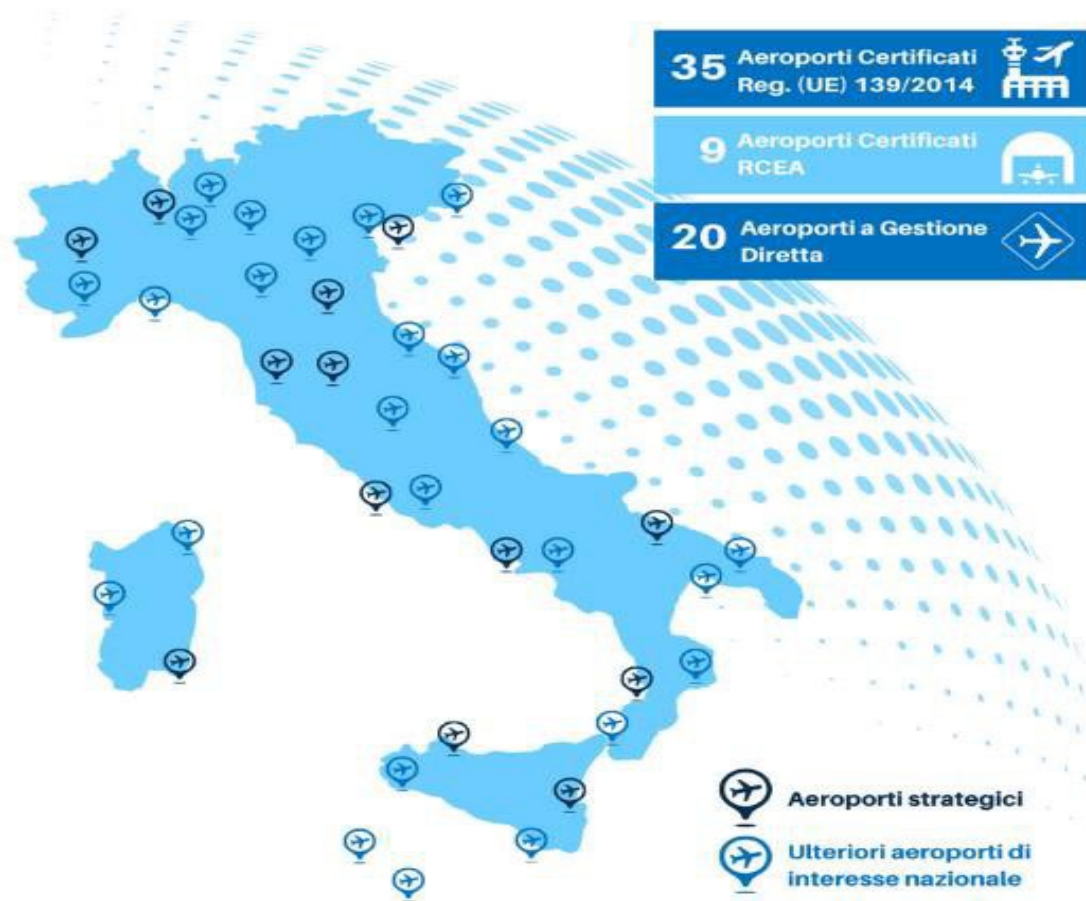 35 Aeroporti Certificati
Reg. (UE) 139/2014
9 Aeroporti Certificati
RCEA
20 Aeroporti a Gestione
Diretta
Aeroporti strategici
Ulteriori aeroporti di
interesse nazionale